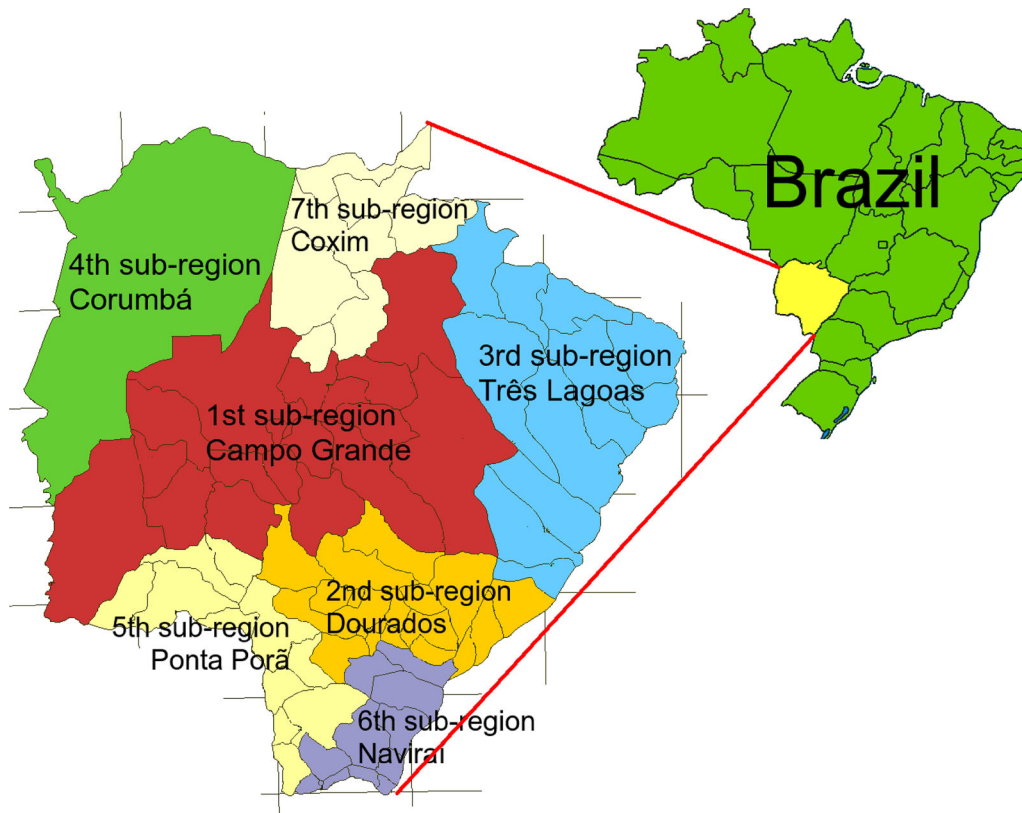 Brazil
7th sub-region
Coxim
4th sub-region
Corumbá
3rd sub-region
Três Lagoas
1st sub-region
Campo Grande
2nd sub-region
Dourados
5th sub-region
Ponta Porã
6th sub-region
Naviraí